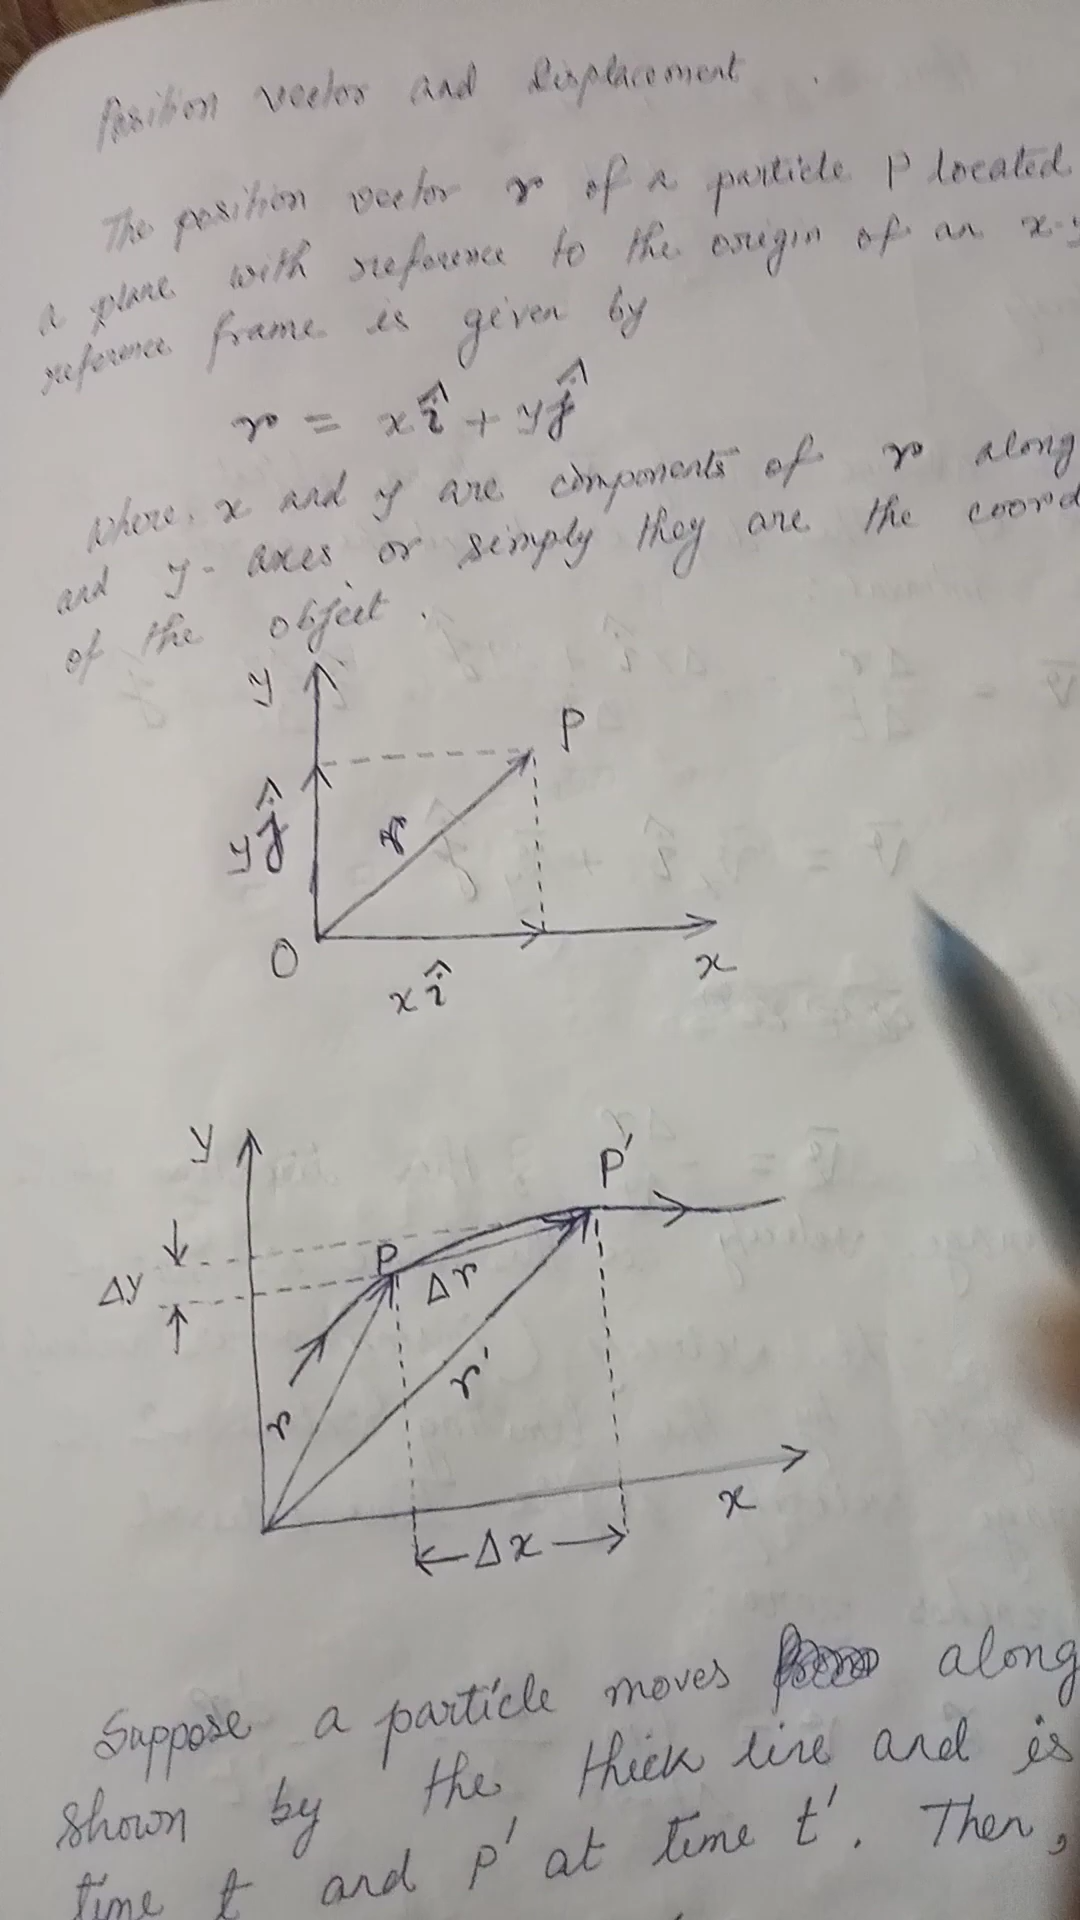 Position vector and Displacement.
The position vector r of a particle P located
a plane with reference to the origin of an x-y
reference frame is given by
r = xî + yĵ
where, x and y are components of r along
and y- axes or simply they are the coord
of the object.
y
P
yĵ
r
O
xî
x
y
P'
P
Δy
Δr
r'
r
x
Δx
Suppose a particle moves along
shown by the thick line and is
time t and P' at time t'. Then,